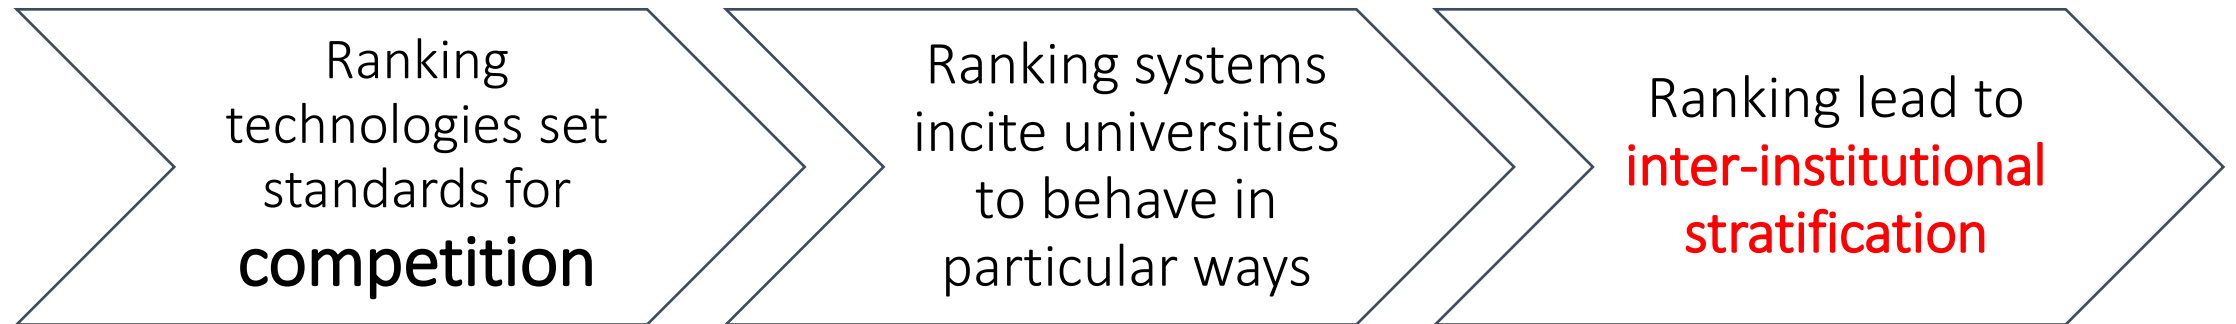 Ranking
technologies set
standards for
competition
Ranking systems
incite universities
to behave in
particular ways
Ranking lead to
inter-institutional
stratification